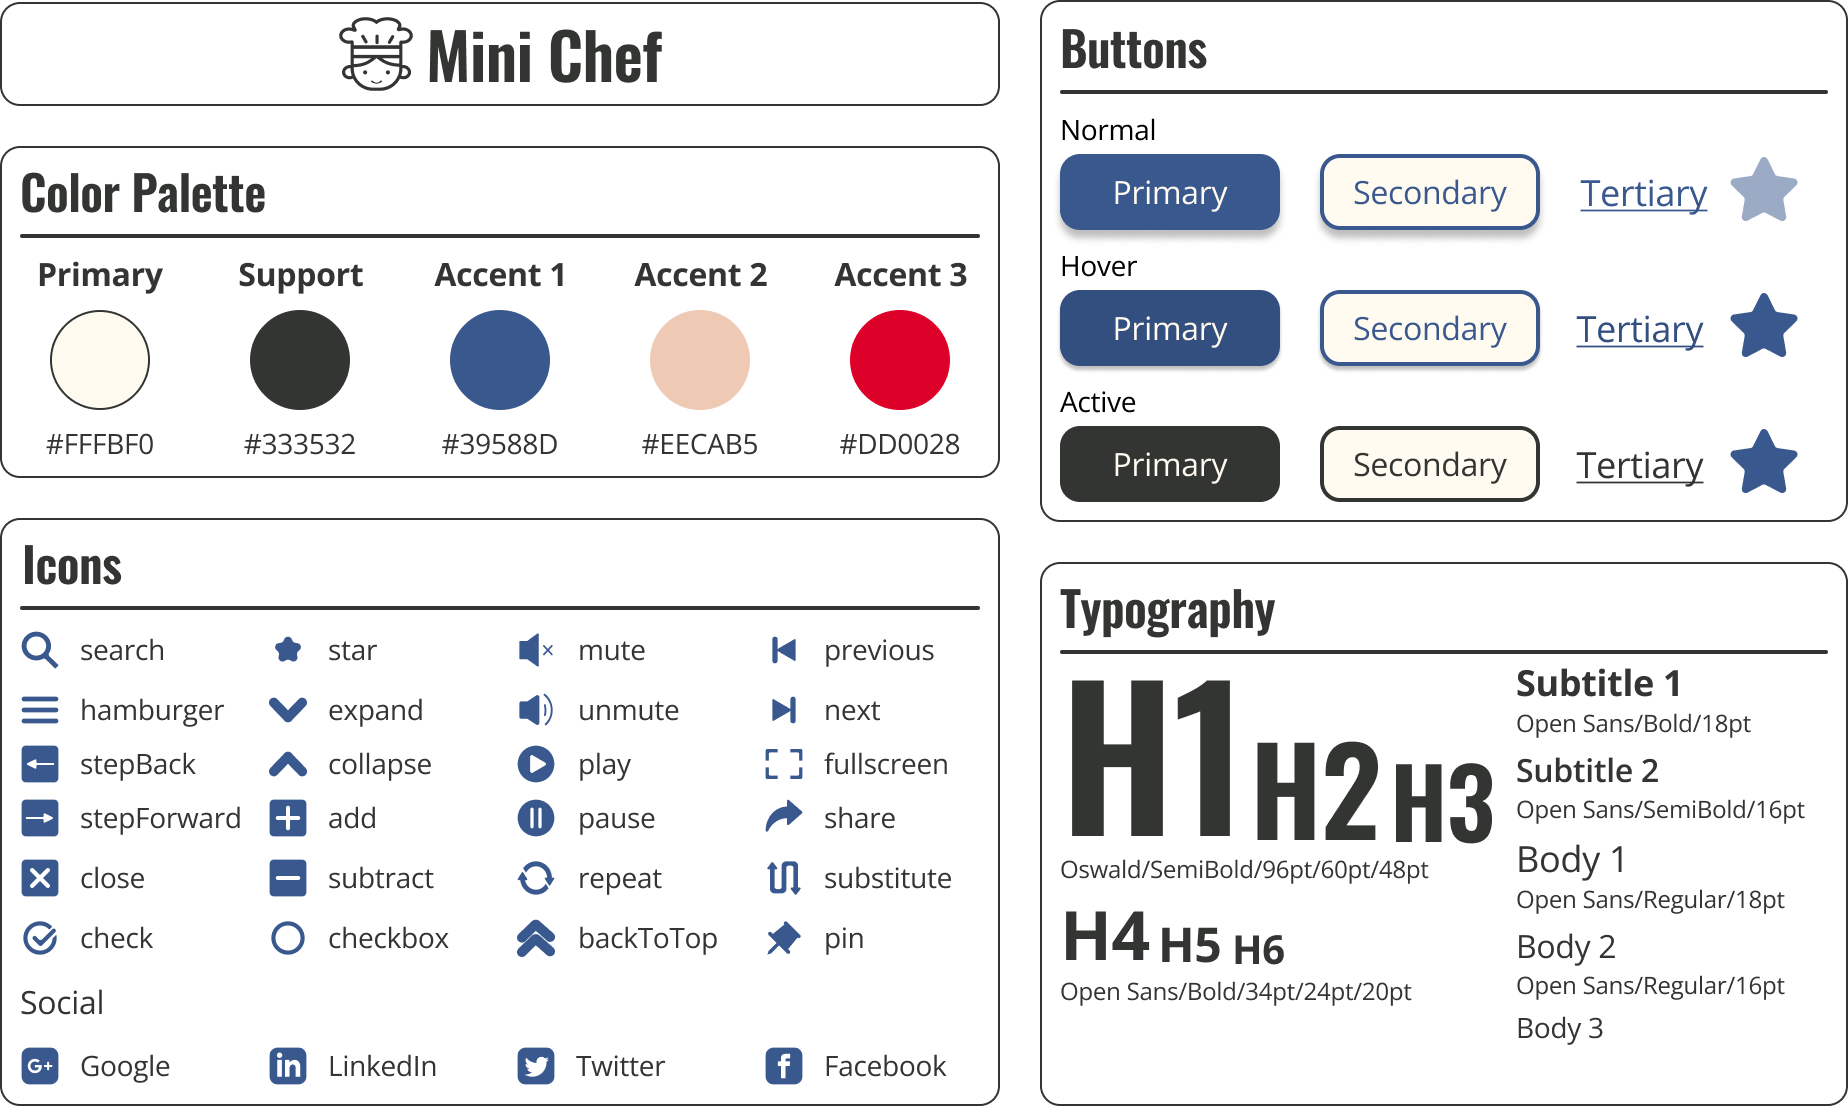 Mini Chef
Color Palette
Primary Support Accent 1 Accent 2 Accent 3
#FFFBF0 #333532 #39588D #EECAB5 #DD0028
Icons
search star mute previous
hamburger expand unmute next
stepBack collapse play fullscreen
stepForward add pause share
close subtract repeat substitute
check checkbox backToTop pin
Social
G+ Google in LinkedIn Twitter f Facebook
Buttons
Normal
Primary Secondary Tertiary
Hover
Primary Secondary Tertiary
Active
Primary Secondary Tertiary
Typography
H1 H2 H3
Oswald/SemiBold/96pt/60pt/48pt
H4 H5 H6
Open Sans/Bold/34pt/24pt/20pt
Subtitle 1
Open Sans/Bold/18pt
Subtitle 2
Open Sans/SemiBold/16pt
Body 1
Open Sans/Regular/18pt
Body 2
Open Sans/Regular/16pt
Body 3